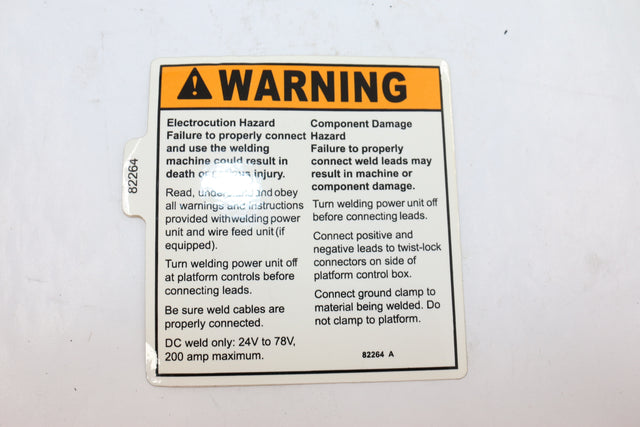 WARNING
Electrocution Hazard
Failure to properly connect
and use the welding
machine could result in
death or serious injury.
Read, understand and obey
all warnings and instructions
provided withwelding power
unit and wire feed unit (if
equipped).
Turn welding power unit off
at platform controls before
connecting leads.
Be sure weld cables are
properly connected.
DC weld only: 24V to 78V,
200 amp maximum.
Component Damage
Hazard
Failure to properly
connect weld leads may
result in machine or
component damage.
Turn welding power unit off
before connecting leads.
Connect positive and
negative leads to twist-lock
connectors on side of
platform control box.
Connect ground clamp to
material being welded. Do
not clamp to platform.
82264 A
82264